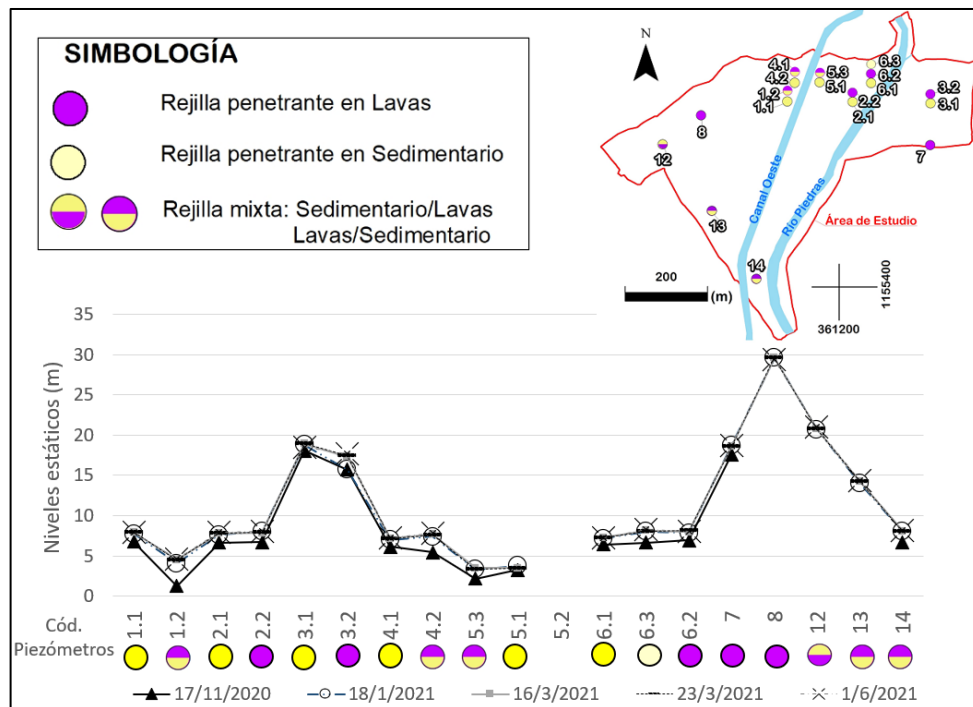 SIMBOLOGÍA
Rejilla penetrante en Lavas
Rejilla penetrante en Sedimentario
Rejilla mixta: Sedimentario/Lavas
Lavas/Sedimentario
N
4.1
4.2
1.2
1.1
5.3
5.1
6.3
6.2
6.1
2.2
2.1
3.2
3.1
8
12
7
13
14
Canal Oeste
Río Piedras
Área de Estudio
200
(m)
1155400
361200
Niveles estáticos (m)
35
30
25
20
15
10
5
0
Cód.
Piezómetros
1.1 1.2 2.1 2.2 3.1 3.2 4.1 4.2 5.3 5.1 5.2 6.1 6.3 6.2 7 8 12 13 14
17/11/2020 18/1/2021 16/3/2021 23/3/2021 1/6/2021